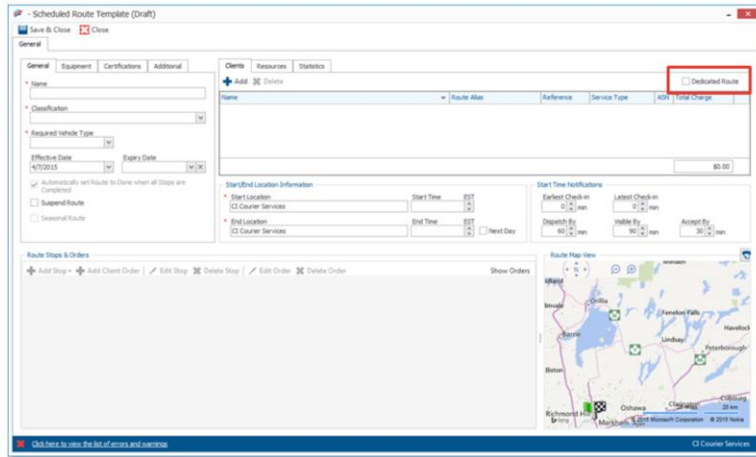 - Scheduled Route Template (Draft)
Save & Close Close
General
General Equipment Certifications Additional
* Name
* Classification
* Required Vehicle Type
Effective Date Expiry Date
4/7/2015
Automatically set Route to Done when all Stops are
Completed
Suspend Route
Seasonal Route
Clients Resources Statistics
Add Delete
Dedicated Route
Name Route Alias Reference Service Type ASN Total Charge
$0.00
Start/End Location Information
* Start Location Start Time EST
CI Courier Services
* End Location End Time EST
CI Courier Services Next Day
Start Time Notifications
Earliest Check-in Latest Check-in
0 min 0 min
Dispatch By Visible By Accept By
60 min 90 min 30 min
Route Stops & Orders
Add Stop Add Client Order Edit Stop Delete Stop Edit Order Delete Order Show Orders
Route Map View
N
Orillia
Fenelon Falls
Barrie
Havelock
Lindsay
Peterborough
Cobourg
Clarington
25 km
Richmond Hill
Oshawa
Markham Ajax
bing
© 2015 Microsoft Corporation © 2015 Nokia
Click here to view the list of errors and warnings
CI Courier Services